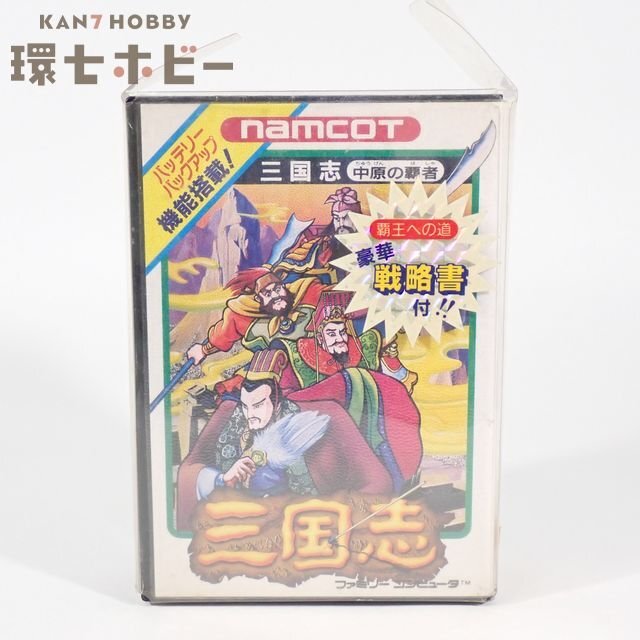 KAN7 HOBBY
環七ホビー
バッテリー
バックアップ
機能搭載!
namcoT
三国志 中原の覇者
ちゅうげん はしゃ
覇王への道
豪華
戦略書
付!!
三国志
ファミリーコンピュータ™